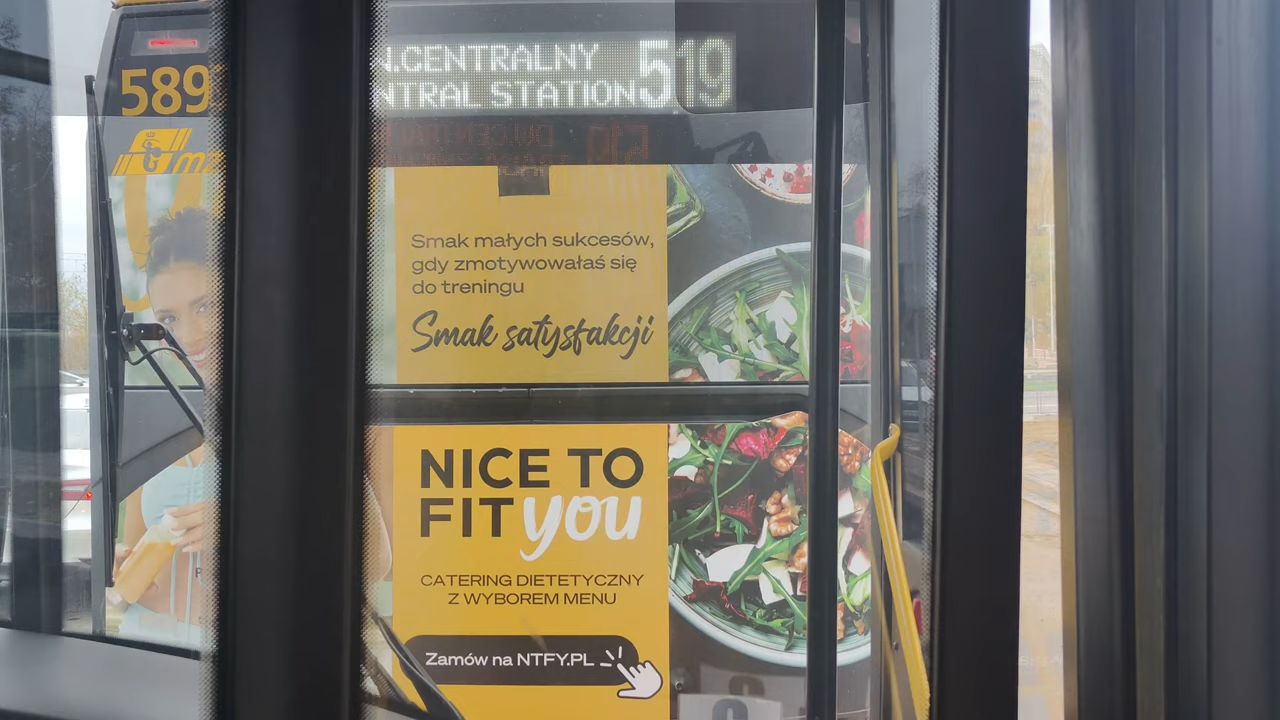 589
N.CENTRALNY
NTRAL STATION
519
Smak małych sukcesów,
gdy zmotywowałaś się
do treningu
Smak satysfakcji
NICE TO
FIT you
CATERING DIETETYCZNY
Z WYBOREM MENU
Zamów na NTFY.PL